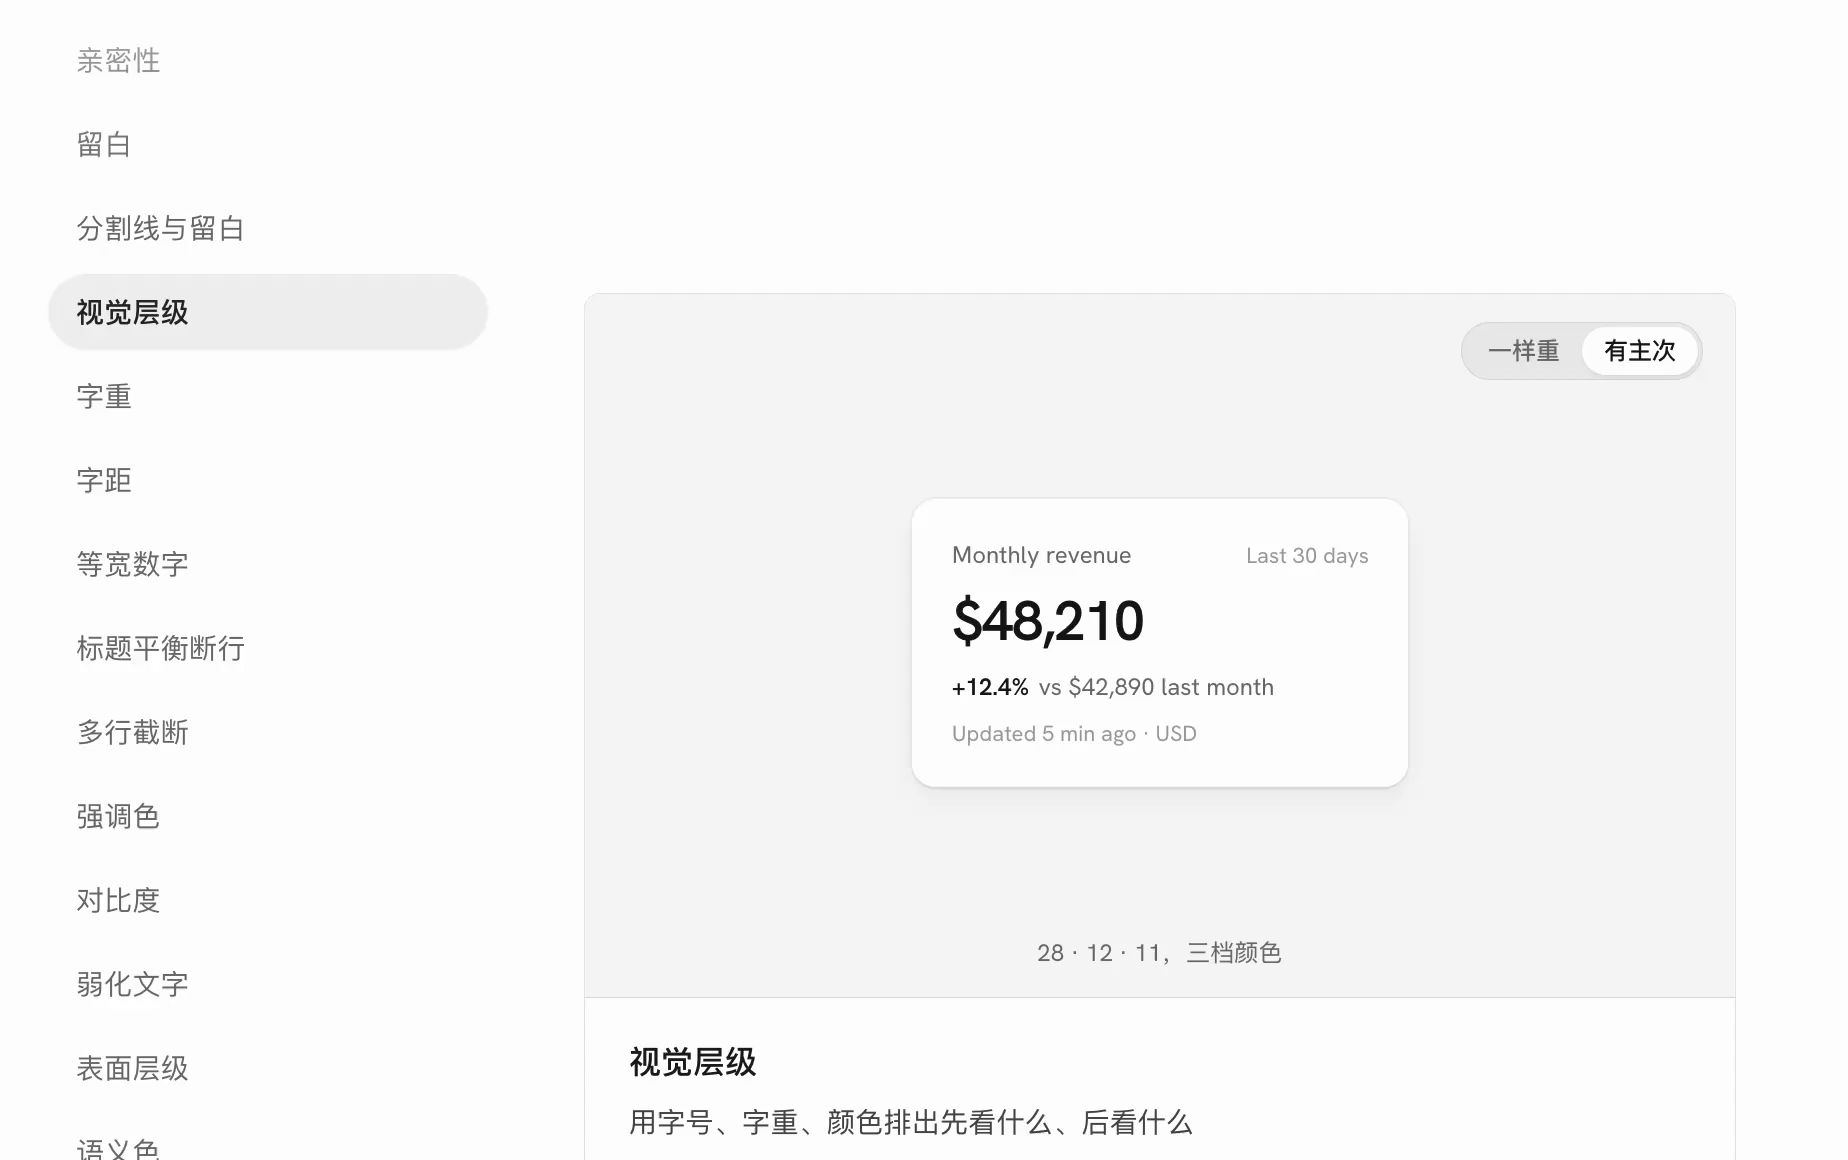 亲密性
留白
分割线与留白
视觉层级
字重
字距
等宽数字
标题平衡断行
多行截断
强调色
对比度
弱化文字
表面层级
语义色
一样重
有主次
Monthly revenue
Last 30 days
$48,210
+12.4% vs $42,890 last month
Updated 5 min ago · USD
28 · 12 · 11，三档颜色
视觉层级
用字号、字重、颜色排出先看什么、后看什么